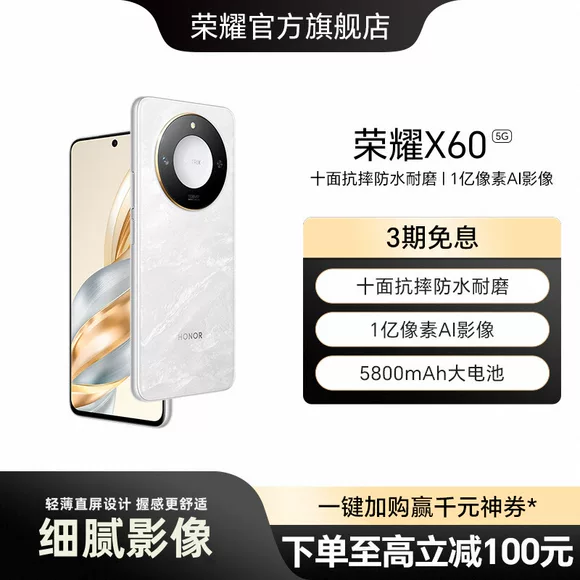 荣耀官方旗舰店
荣耀X60 5G
十面抗摔防水耐磨 | 1亿像素AI影像
3期免息
十面抗摔防水耐磨
1亿像素AI影像
5800mAh大电池
HONOR
轻薄直屏设计 握感更舒适
细腻影像
一键加购赢千元神券*
下单至高立减100元